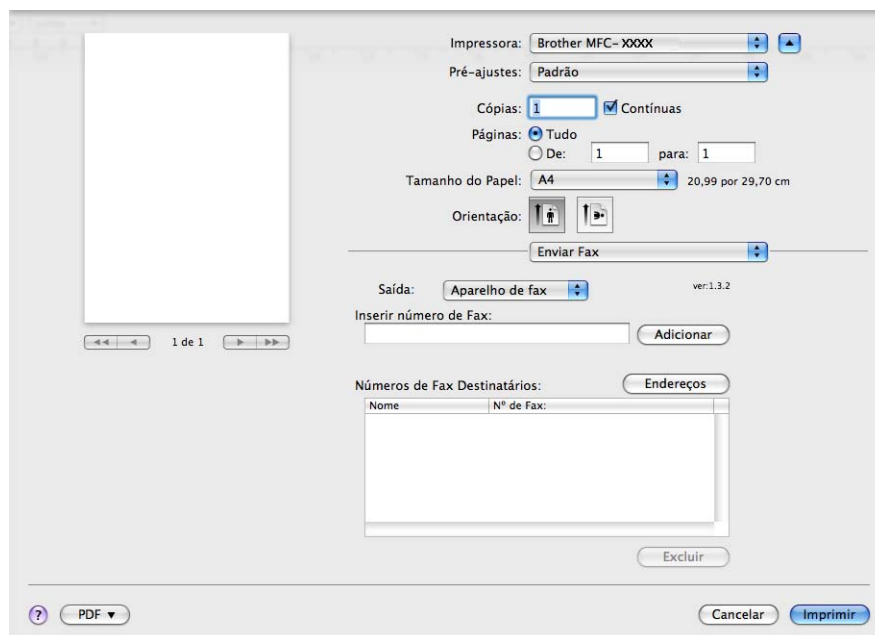 Impressora: Brother MFC- XXXX
Pré-ajustes: Padrão
Cópias: 1 Contínuas
Páginas: Tudo
De: 1 para: 1
Tamanho do Papel: A4 20,99 por 29,70 cm
Orientação:
Enviar Fax
Saída: Aparelho de fax ver:1.3.2
Inserir número de Fax:
Adicionar
1 de 1
Números de Fax Destinatários: Endereços
Nome Nº de Fax:
Excluir
? PDF ▼ Cancelar Imprimir